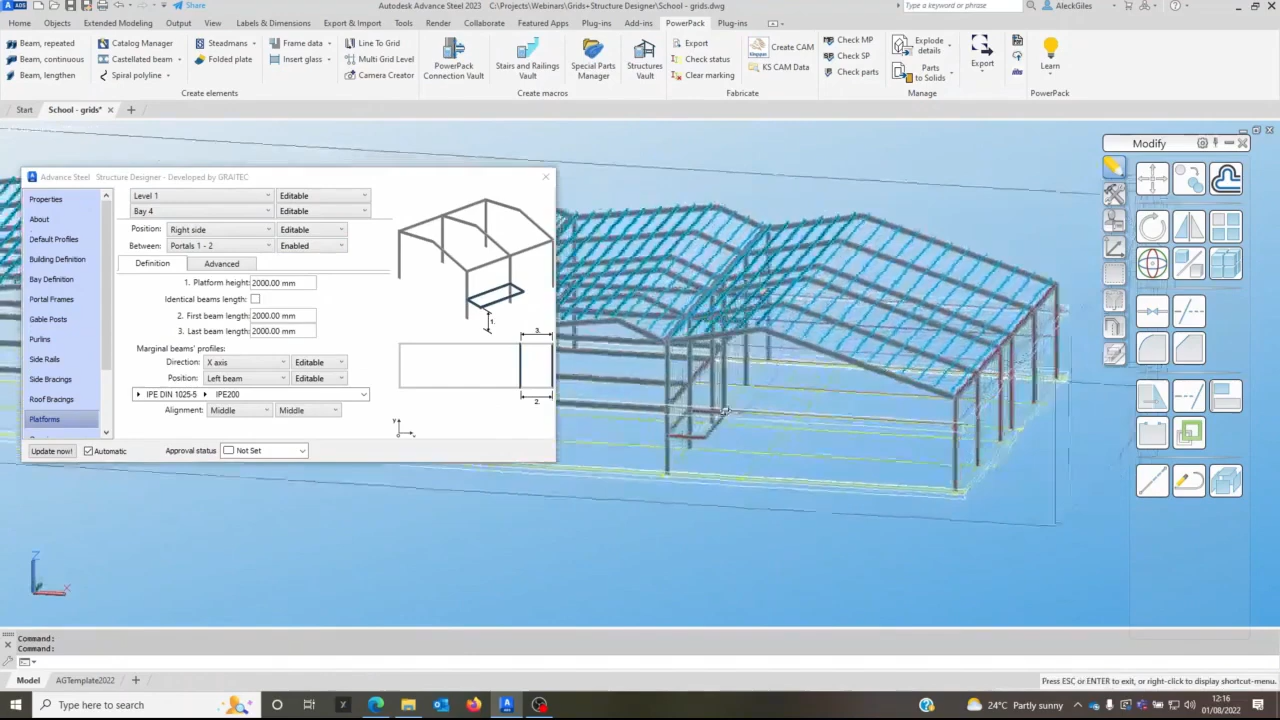 ADS
Share
Autodesk Advance Steel 2023
C:\Projects\Webinars\Grids+Structure Designer\School - grids.dwg
Type a keyword or phrase
AleckGiles
Home Objects Extended Modeling Output View Labels & Dimensions Export & Import Tools Render Collaborate Featured Apps Plug-ins Add-ins PowerPack Plug-ins
Beam, repeated
Beam, continuous
Beam, lengthen
Catalog Manager
Castellated beam
Spiral polyline
Steadmans
Folded plate
Frame data
Insert glass
Line To Grid
Multi Grid Level
Camera Creator
Create elements
PowerPack
Connection Vault
Stairs and Railings
Vault
Special Parts
Manager
Structures
Vault
Create macros
Export
Check status
Clear marking
Create CAM
KS CAM Data
Fabricate
Check MP
Check SP
Check parts
Explode
details
Parts
to Solids
Manage
Export
Learn
PowerPack
Start School - grids*
Advance Steel - Structure Designer - Developed by GRAITEC
Properties
About
Default Profiles
Building Definition
Bay Definition
Portal Frames
Gable Posts
Purlins
Side Rails
Side Bracings
Roof Bracings
Platforms
Level 1 Editable
Bay 4 Editable
Position: Right side Editable
Between: Portals 1 - 2 Enabled
Definition Advanced
1. Platform height: 2000.00 mm
Identical beams length:
2. First beam length: 2000.00 mm
3. Last beam length: 2000.00 mm
Marginal beams' profiles:
Direction: X axis Editable
Position: Left beam Editable
IPE DIN 1025-5 IPE200
Alignment: Middle Middle
1.
3.
2.
Y
Update now! Automatic Approval status Not Set
Modify
Z
X
Command:
Command:
Model AGTemplate2022
Press ESC or ENTER to exit, or right-click to display shortcut-menu.
Type here to search
24°C Partly sunny
12:16
01/08/2022